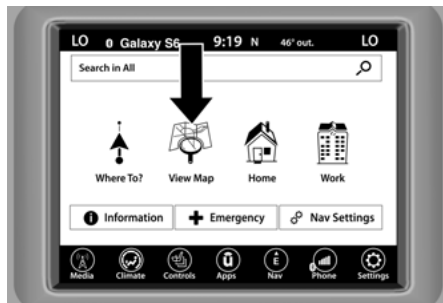 LO Galaxy S6 9:19 N 46° out. LO
Search in All
Where To? View Map Home Work
Information Emergency Nav Settings
ū E
Media Climate Controls Apps Nav Phone Settings